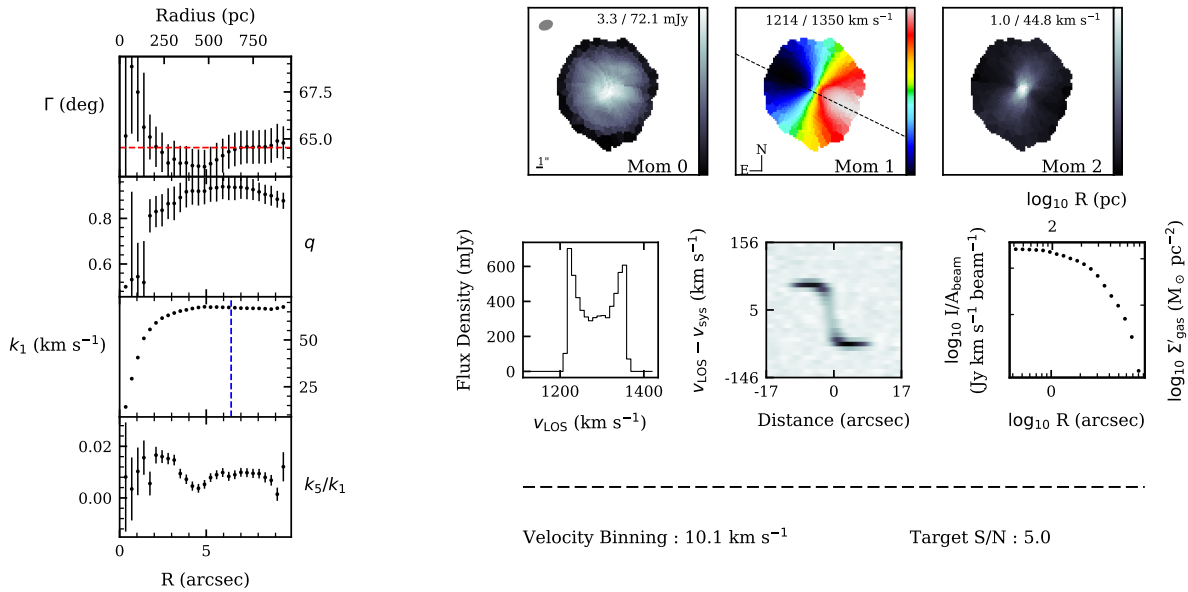 Radius (pc)
0 250 500 750
Γ (deg)
67.5
65.0
0.8
0.6
q
k₁ (km s⁻¹)
50
25
0.02
0.00
k₅/k₁
0 5
R (arcsec)
3.3 / 72.1 mJy
1"
Mom 0
1214 / 1350 km s⁻¹
N
E
Mom 1
1.0 / 44.8 km s⁻¹
Mom 2
Flux Density (mJy)
600
400
200
0
1200 1400
v_LOS (km s⁻¹)
v_LOS − v_sys (km s⁻¹)
156
5
-146
-17 0 17
Distance (arcsec)
log₁₀ R (pc)
2
log₁₀ I/A_beam
(Jy km s⁻¹ beam⁻¹)
log₁₀ Σ′_gas (M_⊙ pc⁻²)
0
log₁₀ R (arcsec)
Velocity Binning : 10.1 km s⁻¹
Target S/N : 5.0